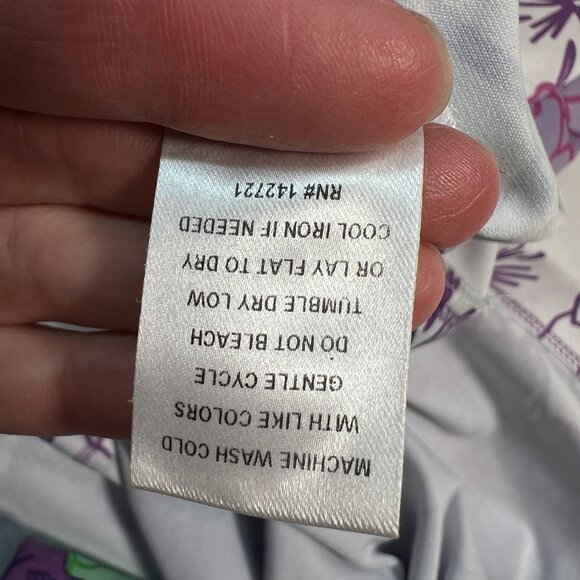 MACHINE WASH COLD
WITH LIKE COLORS
GENTLE CYCLE
DO NOT BLEACH
TUMBLE DRY LOW
OR LAY FLAT TO DRY
COOL IRON IF NEEDED
RN# 142721